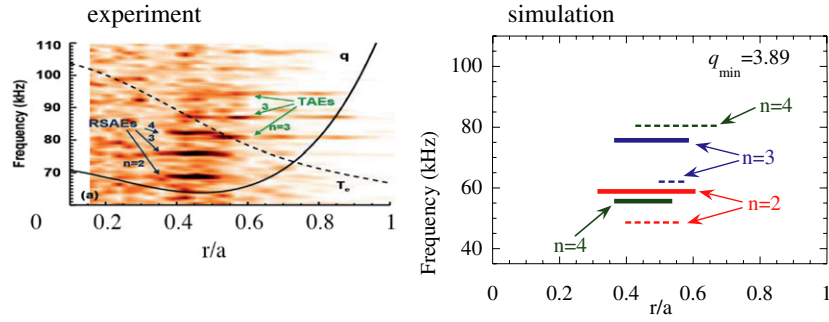 experiment
110
100
90
80
70
60
Frequency (kHz)
q
TAEs
3
n=3
RSAEs
4
3
n=2
T_e
(a)
0 0.2 0.4 0.6 0.8 1
r/a
simulation
q_min=3.89
100
80
60
40
Frequency (kHz)
n=4
n=3
n=2
n=4
0 0.2 0.4 0.6 0.8 1
r/a